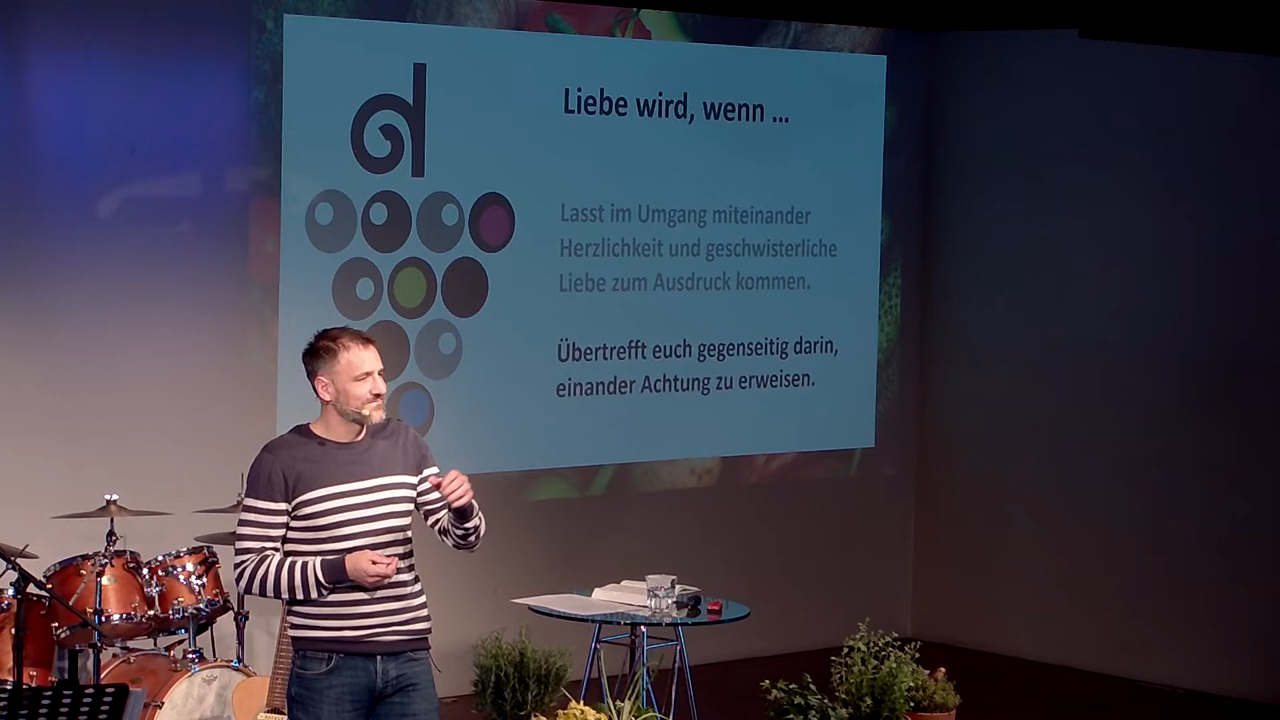 Liebe wird, wenn ...
Lasst im Umgang miteinander
Herzlichkeit und geschwisterliche
Liebe zum Ausdruck kommen.
Übertrefft euch gegenseitig darin,
einander Achtung zu erweisen.